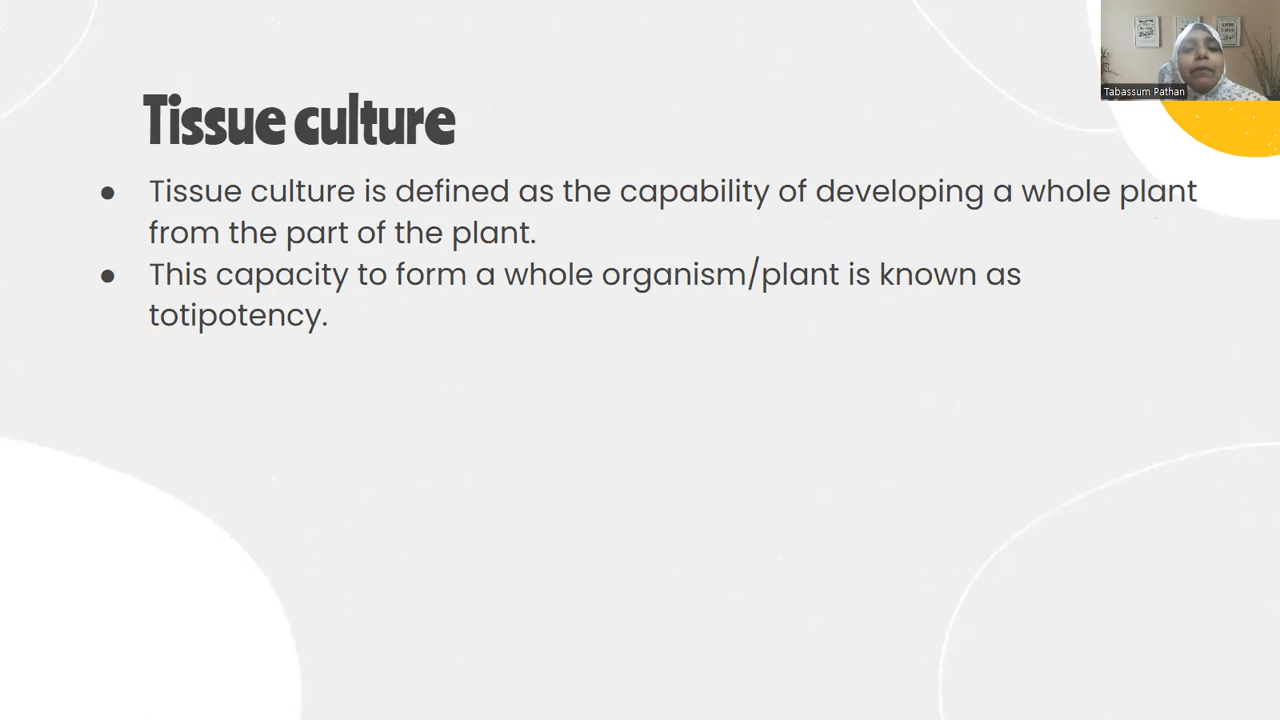 Tabassum Pathan
Tissue culture
● Tissue culture is defined as the capability of developing a whole plant
from the part of the plant.
● This capacity to form a whole organism/plant is known as
totipotency.